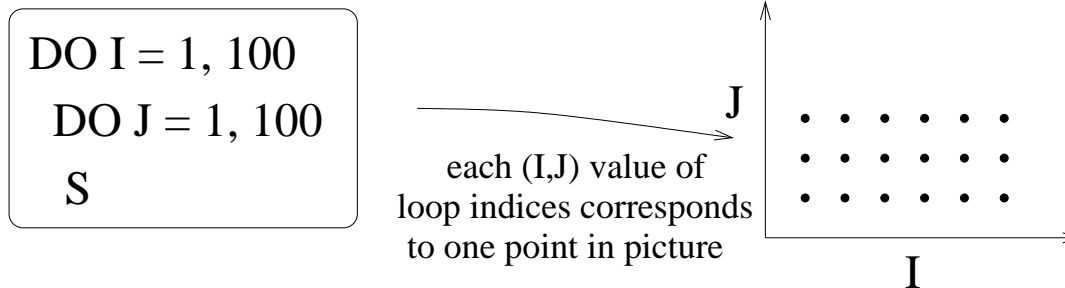 DO I = 1, 100
DO J = 1, 100
S
each (I,J) value of
loop indices corresponds
to one point in picture
J
I